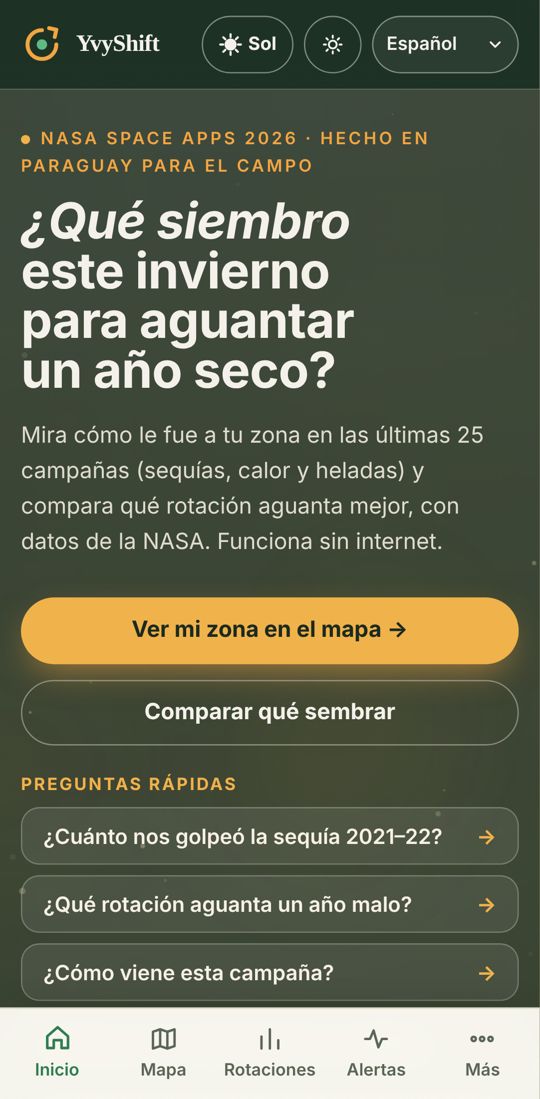 YvyShift
Sol
Español
NASA SPACE APPS 2026 · HECHO EN
PARAGUAY PARA EL CAMPO
¿Qué siembro
este invierno
para aguantar
un año seco?
Mira cómo le fue a tu zona en las últimas 25
campañas (sequías, calor y heladas) y
compara qué rotación aguanta mejor, con
datos de la NASA. Funciona sin internet.
Ver mi zona en el mapa →
Comparar qué sembrar
PREGUNTAS RÁPIDAS
¿Cuánto nos golpeó la sequía 2021–22? →
¿Qué rotación aguanta un año malo? →
¿Cómo viene esta campaña? →
Inicio
Mapa
Rotaciones
Alertas
Más